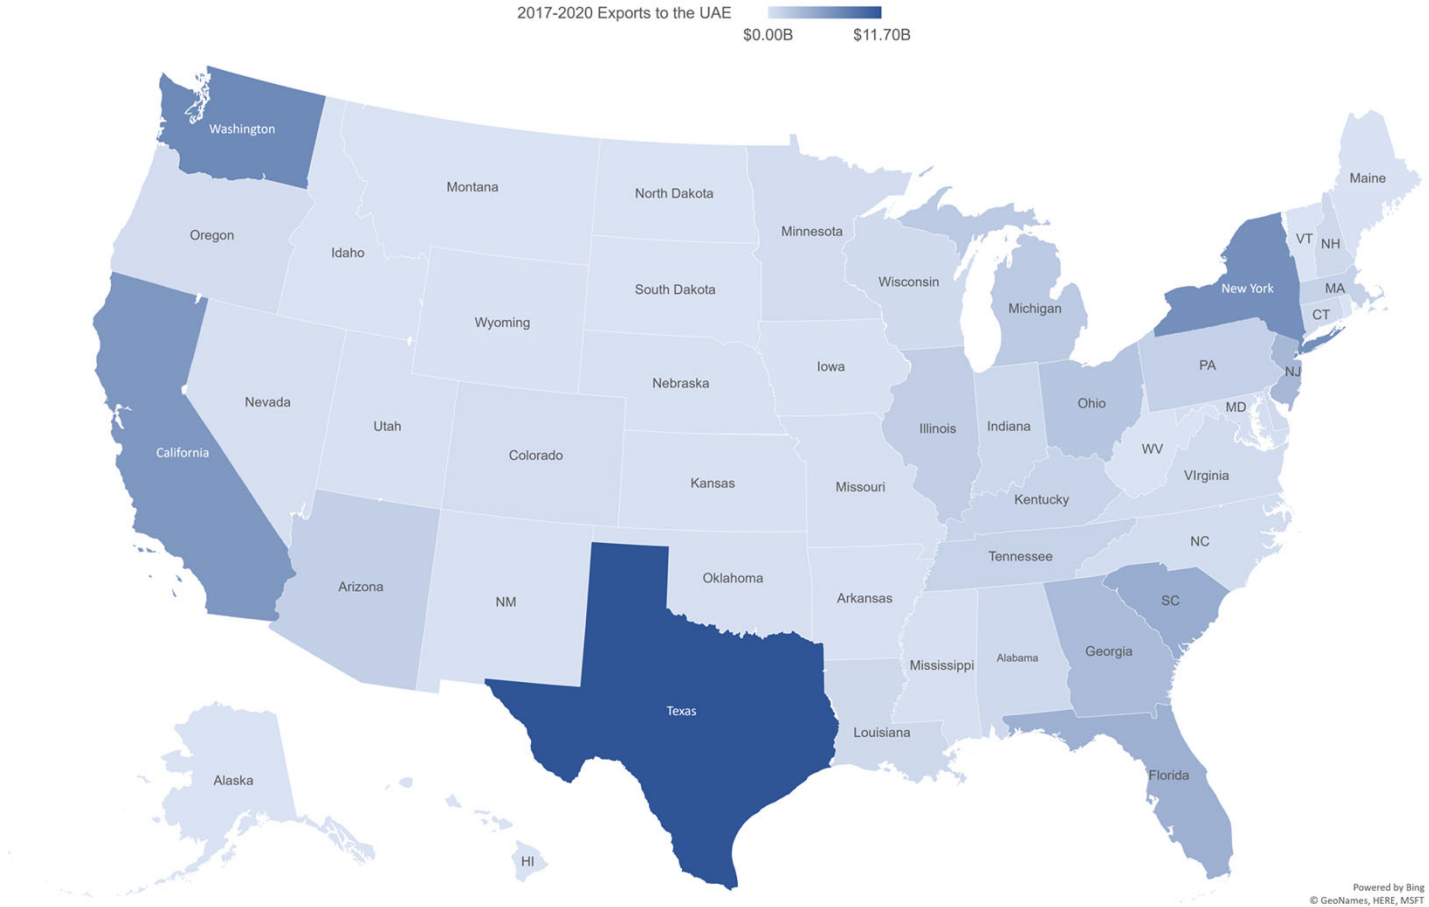 2017-2020 Exports to the UAE
$0.00B $11.70B
Washington
Montana
North Dakota
Minnesota
Maine
Oregon
Idaho
VT
NH
Wisconsin
South Dakota
New York
MA
Michigan
CT
Wyoming
Iowa
PA
NJ
Nebraska
Nevada
Ohio
MD
Utah
Illinois
Indiana
California
Colorado
WV
Kansas
Missouri
VIrginia
Kentucky
NC
Tennessee
Oklahoma
Arizona
NM
Arkansas
SC
Georgia
Alabama
Mississippi
Texas
Louisiana
Florida
Alaska
HI
Powered by Bing
© GeoNames, HERE, MSFT